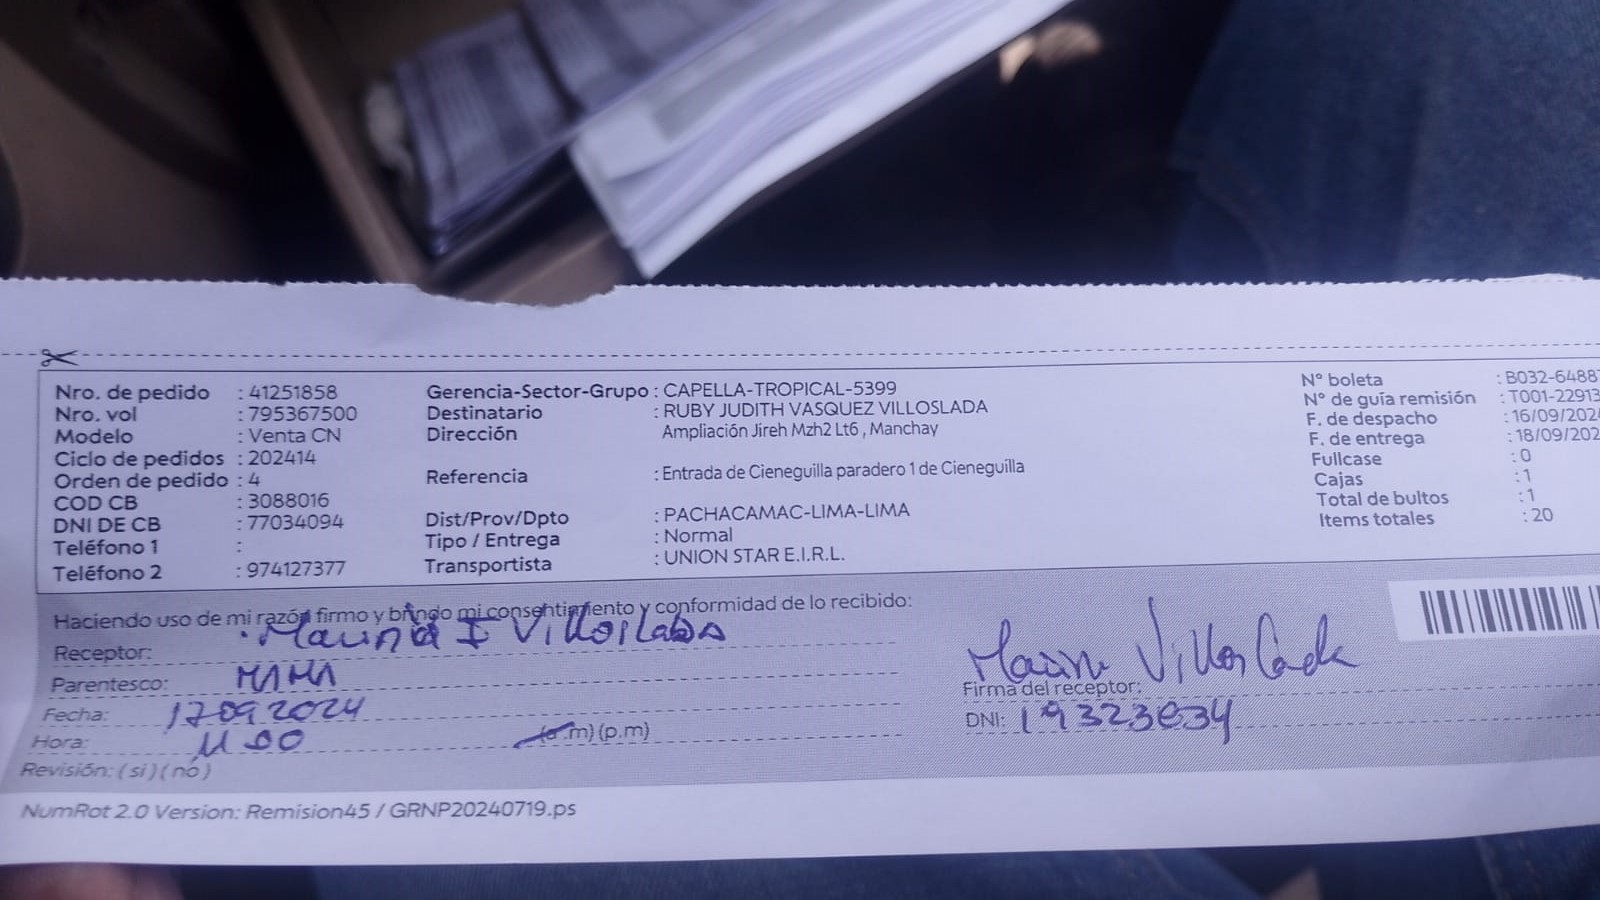 Nro. de pedido : 41251858
Nro. vol : 795367500
Modelo : Venta CN
Ciclo de pedidos : 202414
Orden de pedido : 4
COD CB : 3088016
DNI DE CB : 77034094
Teléfono 1 :
Teléfono 2 : 974127377
Gerencia-Sector-Grupo : CAPELLA-TROPICAL-5399
Destinatario : RUBY JUDITH VASQUEZ VILLOSLADA
Dirección Ampliación Jireh Mzh2 Lt6 , Manchay
Referencia : Entrada de Cieneguilla paradero 1 de Cieneguilla
Dist/Prov/Dpto : PACHACAMAC-LIMA-LIMA
Tipo / Entrega : Normal
Transportista : UNION STAR E.I.R.L.
N° boleta : B032-6488
N° de guía remisión : T001-22913
F. de despacho : 16/09/202
F. de entrega : 18/09/202
Fullcase : 0
Cajas : 1
Total de bultos : 1
Items totales : 20
Haciendo uso de mi razón firmo y brindo mi consentimiento y conformidad de lo recibido:
Receptor: I Villoslada
Parentesco: MAMA
Fecha: 17 09 2024
Hora: 11 00 (a.m) (p.m)
Revisión: ( si ) ( no )
Villoslada
Firma del receptor:
DNI:
NumRot 2.0 Version: Remision45 / GRNP20240719.ps